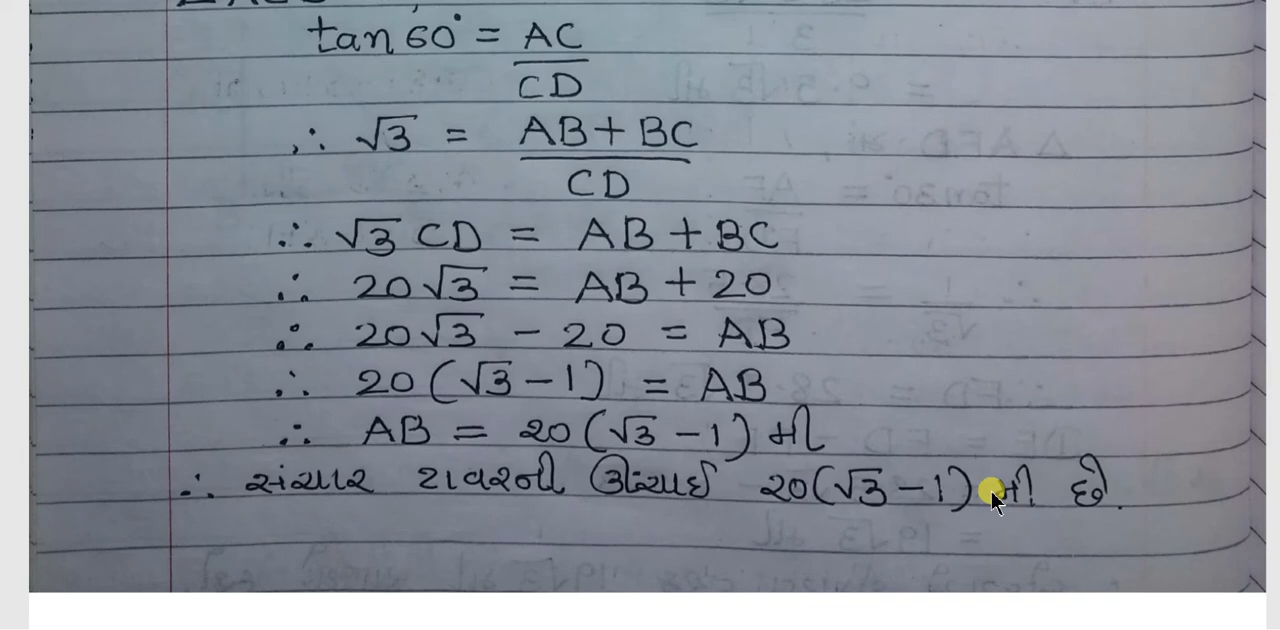 tan 60° = AC/CD
∴ √3 = (AB + BC)/CD
∴ √3 CD = AB + BC
∴ 20√3 = AB + 20
∴ 20√3 - 20 = AB
∴ 20(√3 - 1) = AB
∴ AB = 20(√3 - 1) મી
∴ સંચાર ટાવરની ઊંચાઈ 20(√3 - 1) મી છે.